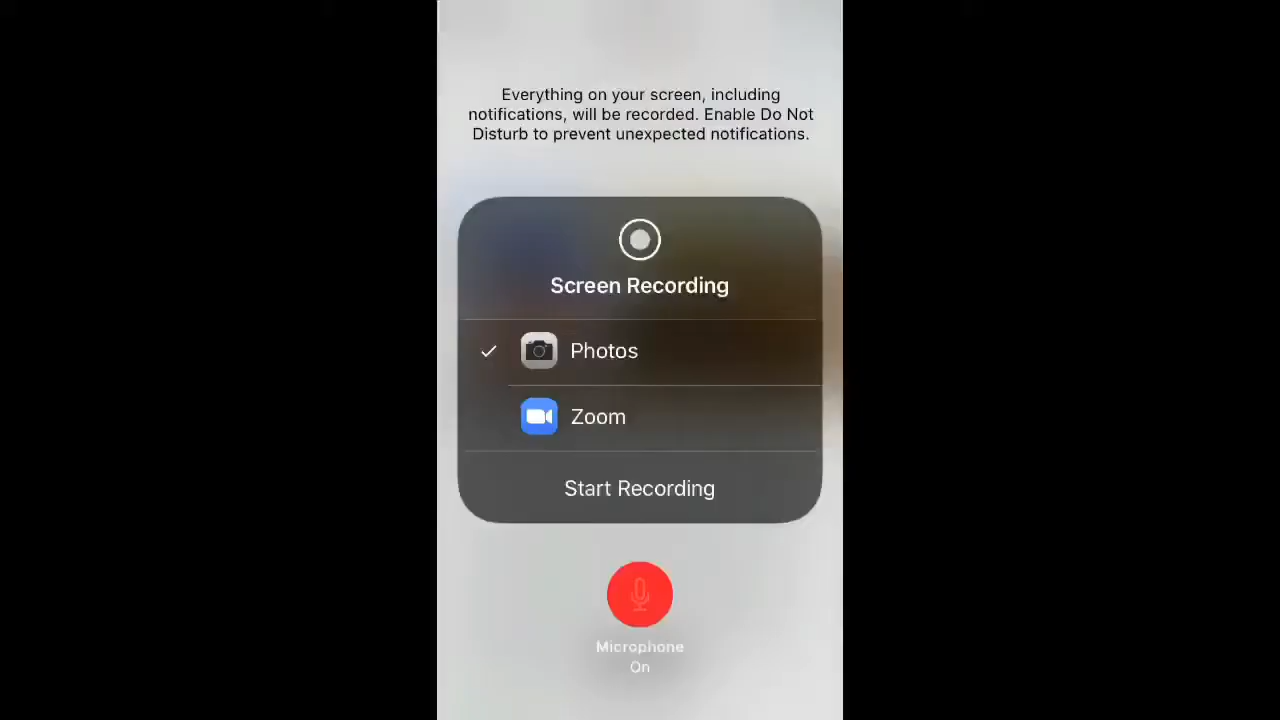 Everything on your screen, including
notifications, will be recorded. Enable Do Not
Disturb to prevent unexpected notifications.
Screen Recording
Photos
Zoom
Start Recording
Microphone
On